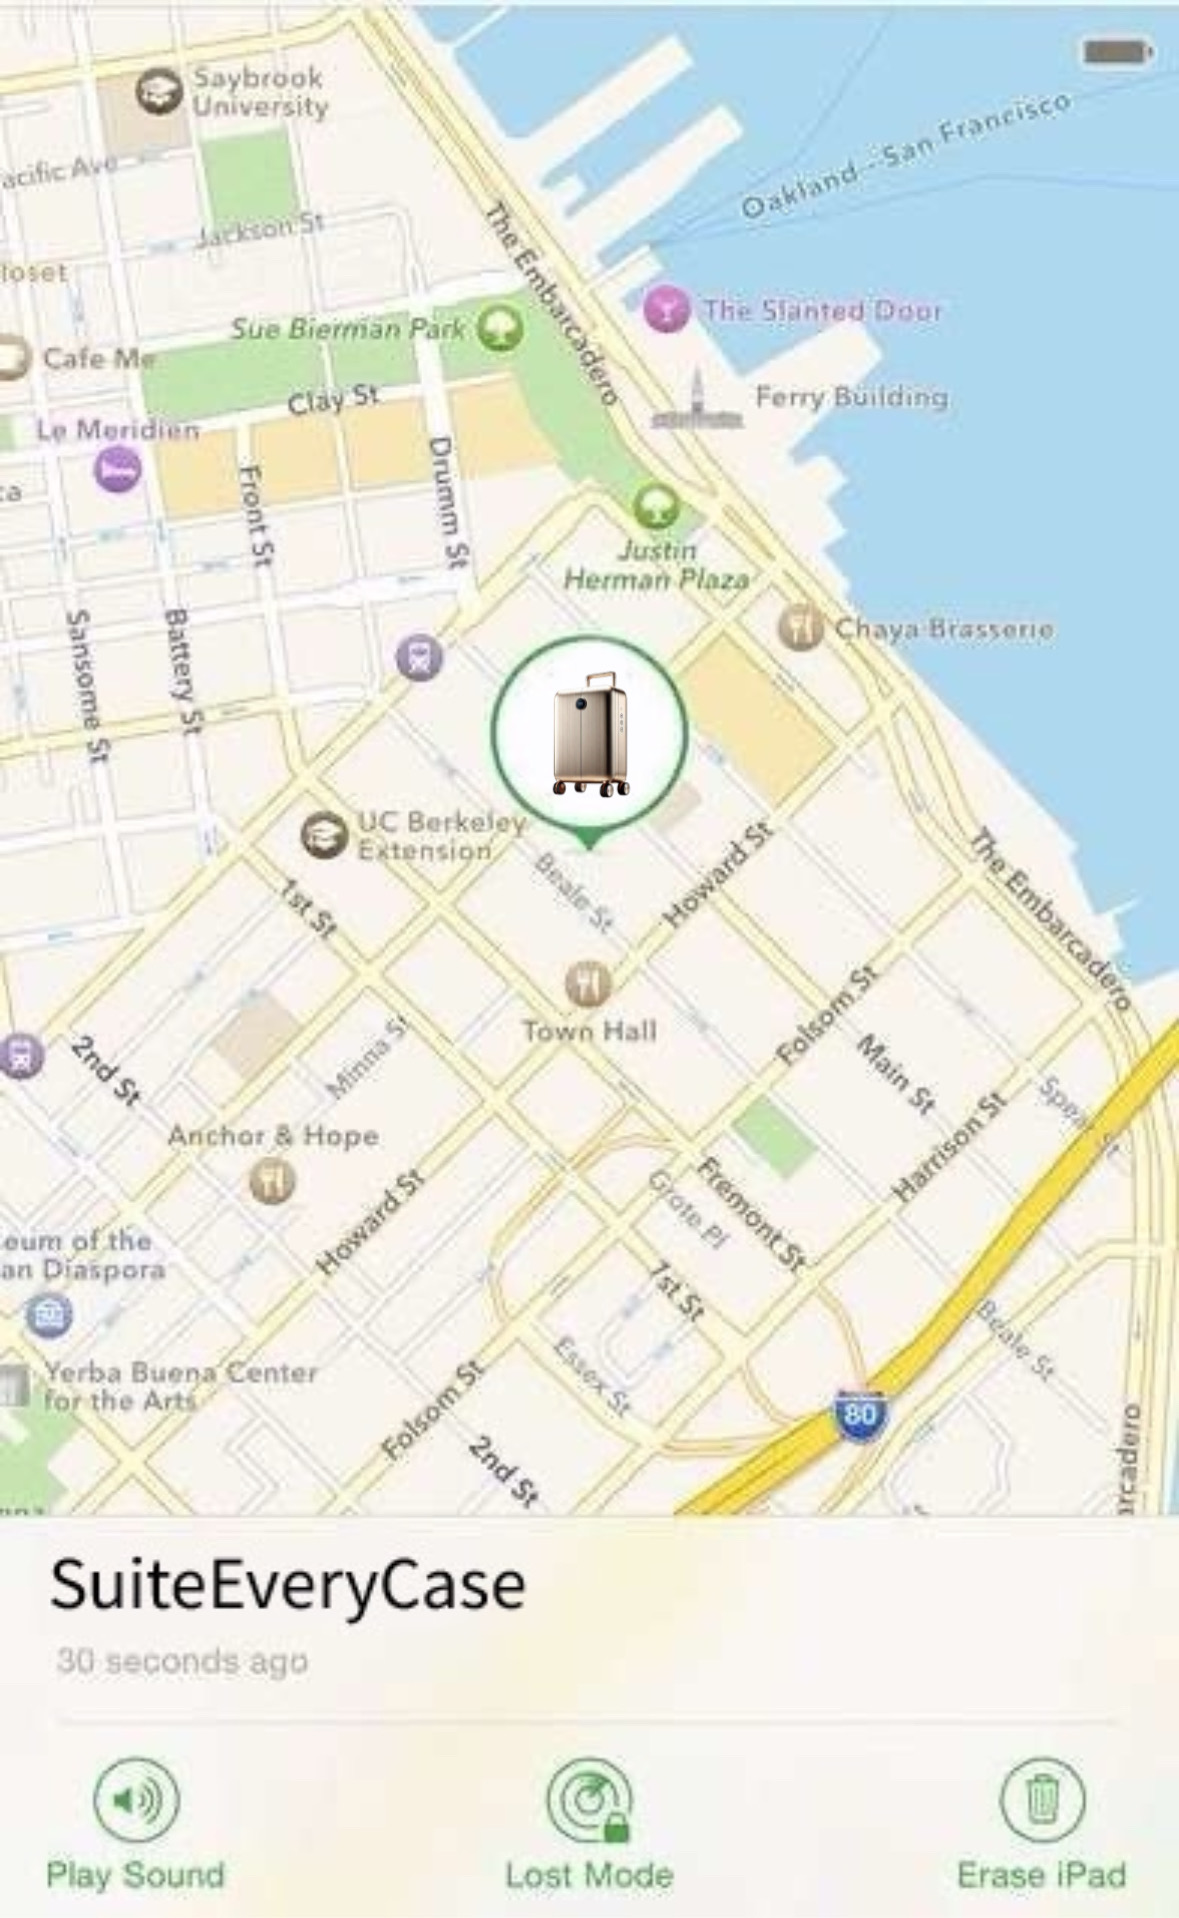 Saybrook
University
acific Ave
Jackson St
Oakland - San Francisco
The Embarcadero
loset
The Slanted Door
Sue Bierman Park
Cafe Me
Clay St
Ferry Building
Le Meridien
ca
Front St
Drumm St
Justin
Herman Plaza
Sansome St
Battery St
Chaya Brasserie
UC Berkeley
Extension
Beale St
Howard St
The Embarcadero
1st St
Town Hall
Folsom St
2nd St
Minna St
Main St
Spear St
Anchor & Hope
Harrison St
Howard St
Grote Pl
Fremont St
eum of the
an Diaspora
1st St
Beale St
Yerba Buena Center
for the Arts
Essex St
Folsom St
80
2nd St
arcadero
SuiteEveryCase
30 seconds ago
Play Sound
Lost Mode
Erase iPad